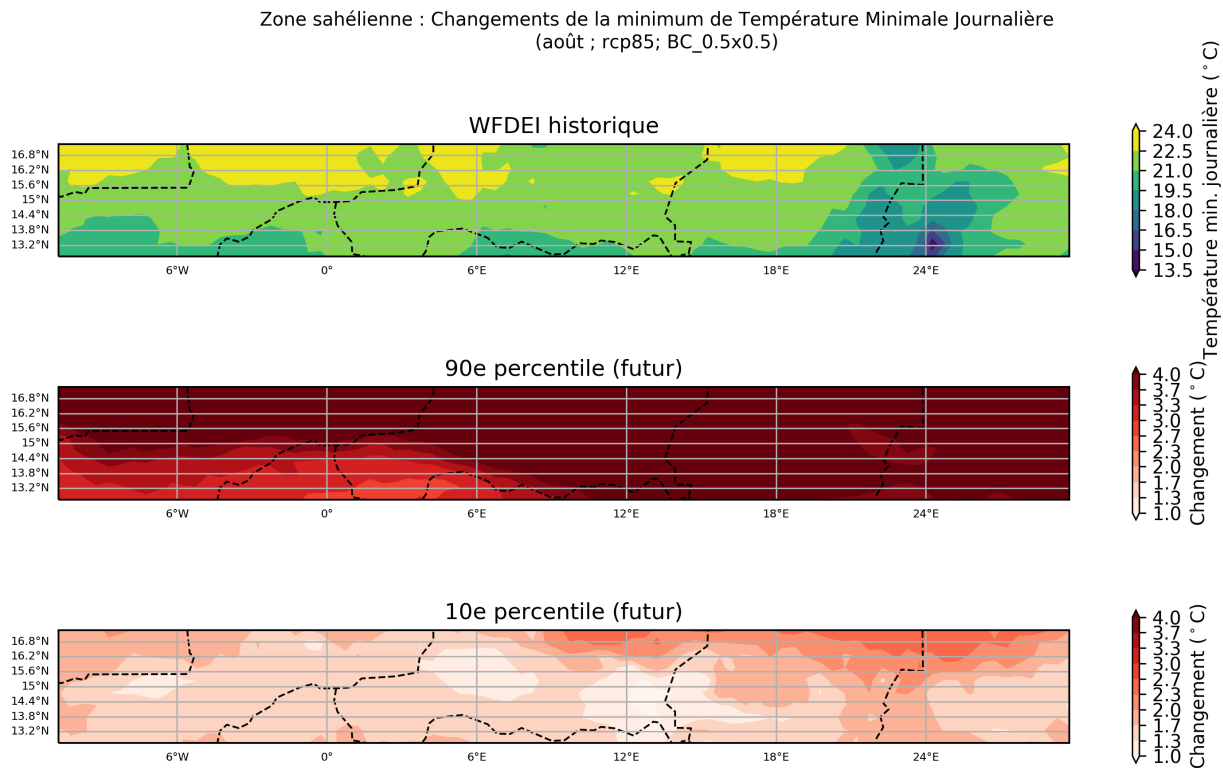 Zone sahélienne : Changements de la minimum de Température Minimale Journalière
(août ; rcp85; BC_0.5x0.5)
WFDEI historique
16.8°N
16.2°N
15.6°N
15°N
14.4°N
13.8°N
13.2°N
6°W 0° 6°E 12°E 18°E 24°E
24.0
22.5
21.0
19.5
18.0
16.5
15.0
13.5
Température min. journalière (°C)
90e percentile (futur)
16.8°N
16.2°N
15.6°N
15°N
14.4°N
13.8°N
13.2°N
6°W 0° 6°E 12°E 18°E 24°E
4.0
3.7
3.3
3.0
2.7
2.3
2.0
1.7
1.3
1.0
Changement (°C)
10e percentile (futur)
16.8°N
16.2°N
15.6°N
15°N
14.4°N
13.8°N
13.2°N
6°W 0° 6°E 12°E 18°E 24°E
4.0
3.7
3.3
3.0
2.7
2.3
2.0
1.7
1.3
1.0
Changement (°C)